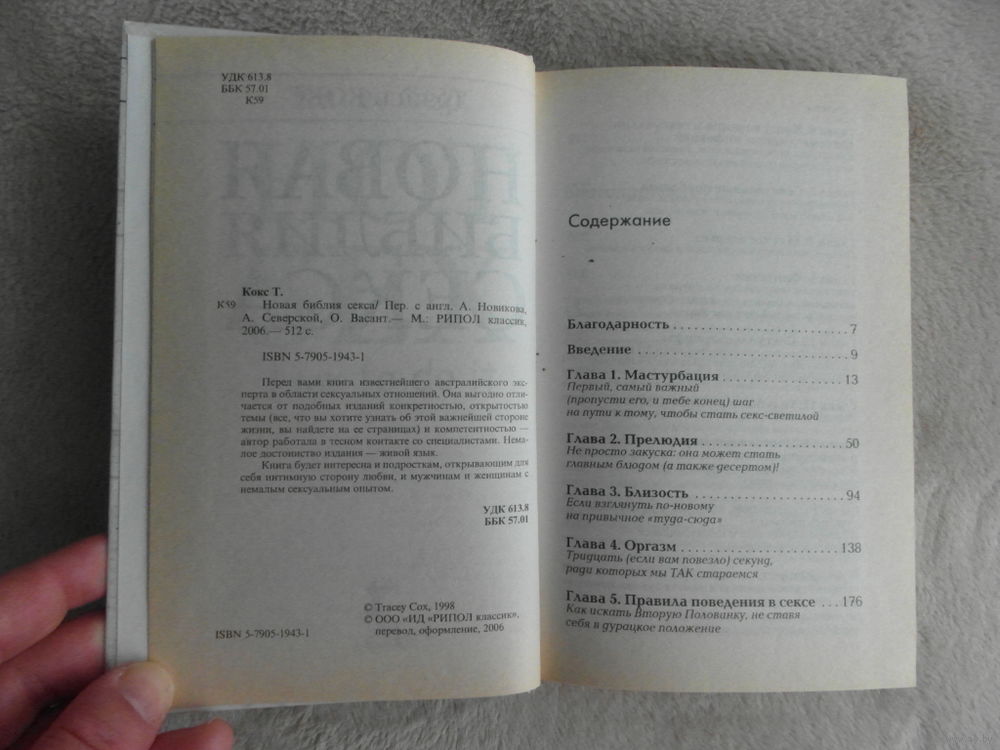 УДК 613.8
ББК 57.01
К59
Кокс Т.
К59 Новая библия секса/ Пер. с англ. А. Новикова,
А. Северской, О. Васант.— М.: РИПОЛ классик,
2006.— 512 с.
ISBN 5-7905-1943-1
Перед вами книга известнейшего австралийского экс-
перта в области сексуальных отношений. Она выгодно отли-
чается от подобных изданий конкретностью, открытостью
темы (все, что вы хотите узнать об этой важнейшей стороне
жизни, вы найдете на ее страницах) и компетентностью —
автор работала в тесном контакте со специалистами. Нема-
лое достоинство издания — живой язык.
Книга будет интересна и подросткам, открывающим для
себя интимную сторону любви, и мужчинам и женщинам с
немалым сексуальным опытом.
УДК 613.8
ББК 57.01
© Tracey Cox, 1998
© ООО «ИД «РИПОЛ классик»,
перевод, оформление, 2006
ISBN 5-7905-1943-1
Содержание
Благодарность . . . . . . . . . . . . . . . . . . . . . . 7
Введение . . . . . . . . . . . . . . . . . . . . . . . . . . 9
Глава 1. Мастурбация . . . . . . . . . . . . . . . . 13
Первый, самый важный
(пропусти его, и тебе конец) шаг
на пути к тому, чтобы стать секс-светилой
Глава 2. Прелюдия . . . . . . . . . . . . . . . . . . 50
Не просто закуска: она может стать
главным блюдом (а также десертом)!
Глава 3. Близость . . . . . . . . . . . . . . . . . . . 94
Если взглянуть по-новому
на привычное «туда-сюда»
Глава 4. Оргазм . . . . . . . . . . . . . . . . . . . . 138
Тридцать (если вам повезло) секунд,
ради которых мы ТАК стараемся
Глава 5. Правила поведения в сексе . . . 176
Как искать Вторую Половинку, не ставя
себя в дурацкое положение